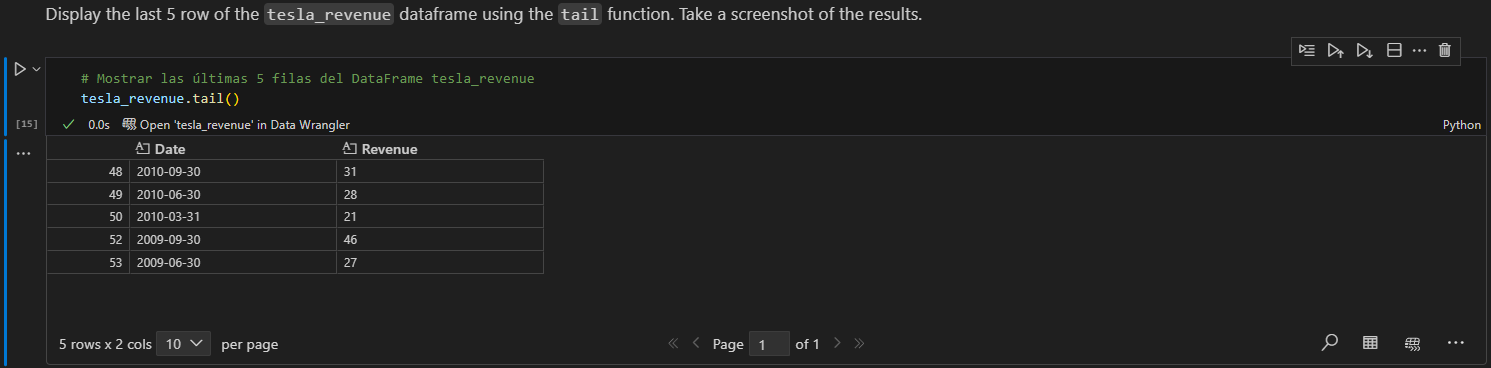 Display the last 5 row of the tesla_revenue dataframe using the tail function. Take a screenshot of the results.
# Mostrar las últimas 5 filas del DataFrame tesla_revenue
tesla_revenue.tail()
[15] 0.0s Open 'tesla_revenue' in Data Wrangler Python
Date Revenue
48 2010-09-30 31
49 2010-06-30 28
50 2010-03-31 21
52 2009-09-30 46
53 2009-06-30 27
5 rows x 2 cols 10 per page Page 1 of 1